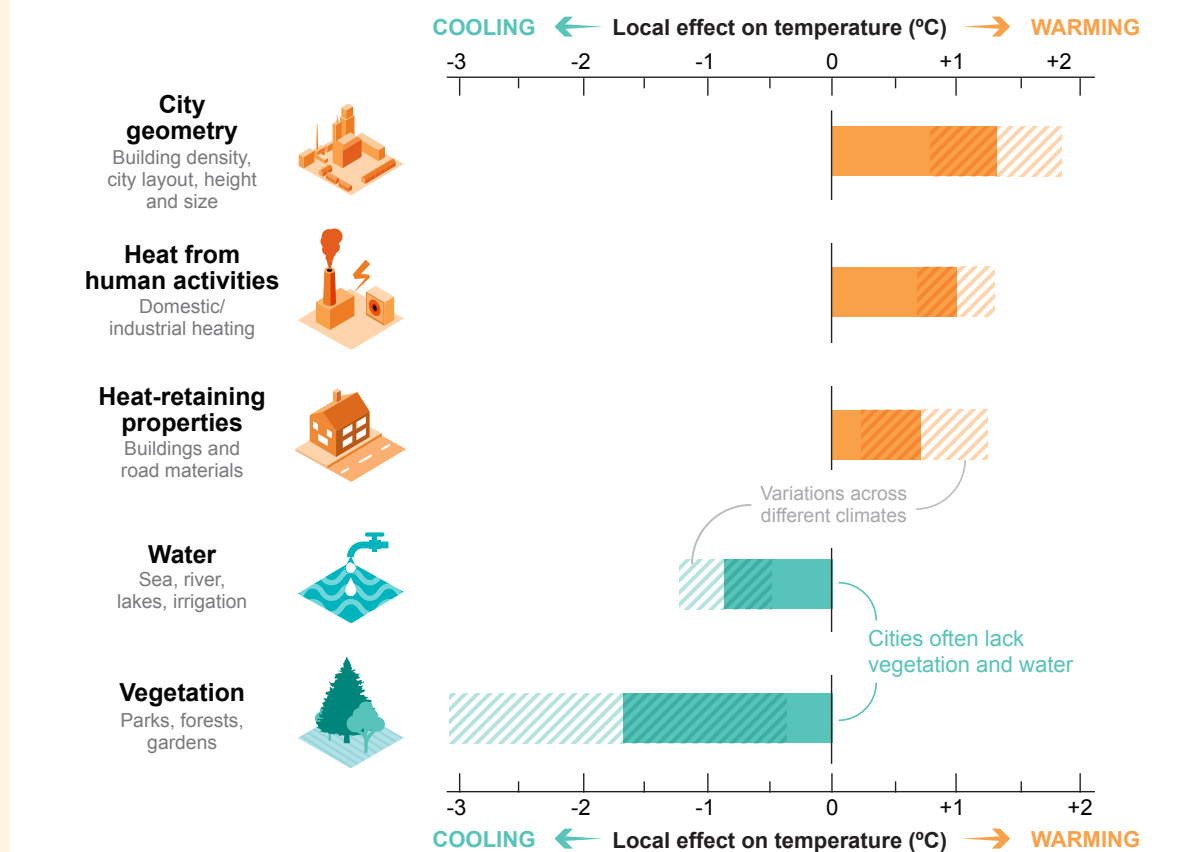 COOLING Local effect on temperature (ºC) WARMING
-3 -2 -1 0 +1 +2
City
geometry
Building density,
city layout, height
and size
Heat from
human activities
Domestic/
industrial heating
Heat-retaining
properties
Buildings and
road materials
Variations across
different climates
Water
Sea, river,
lakes, irrigation
Cities often lack
vegetation and water
Vegetation
Parks, forests,
gardens
-3 -2 -1 0 +1 +2
COOLING Local effect on temperature (ºC) WARMING